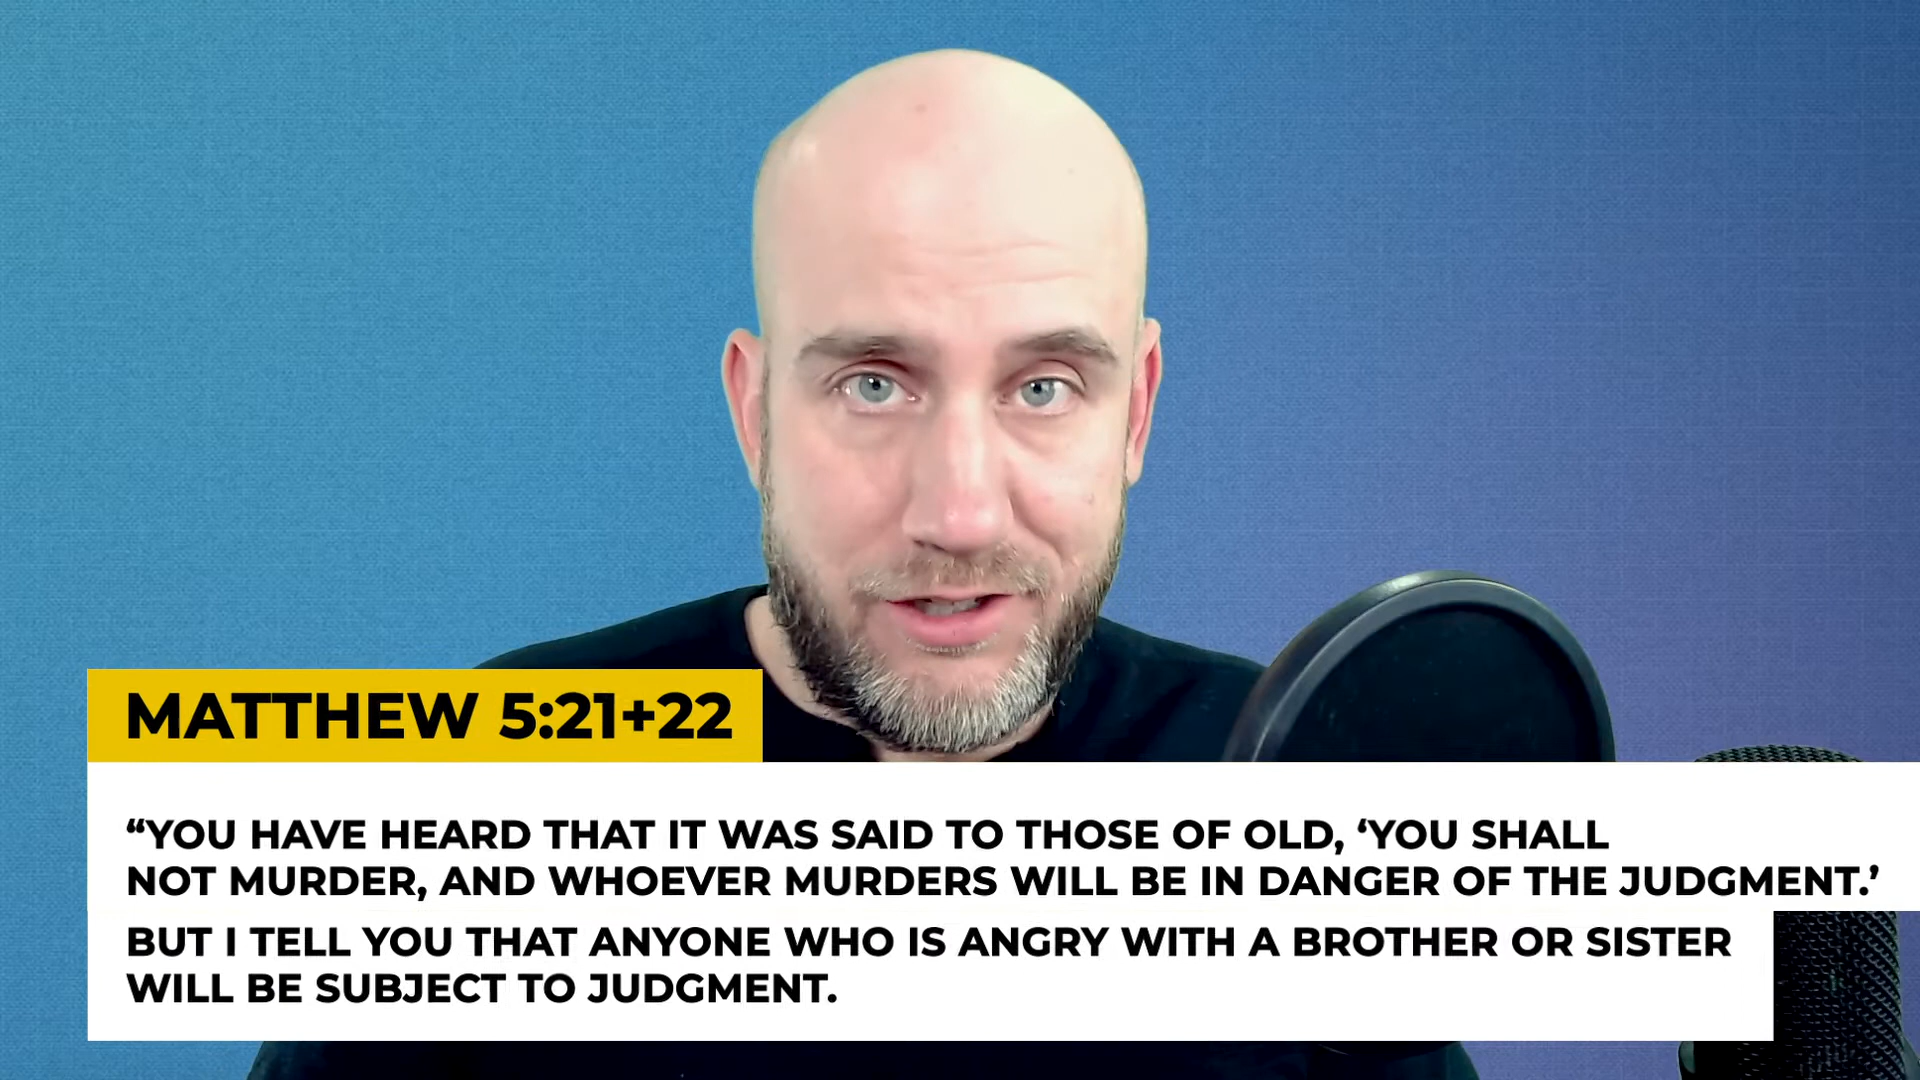 MATTHEW 5:21+22
“YOU HAVE HEARD THAT IT WAS SAID TO THOSE OF OLD, ‘YOU SHALL
NOT MURDER, AND WHOEVER MURDERS WILL BE IN DANGER OF THE JUDGMENT.’
BUT I TELL YOU THAT ANYONE WHO IS ANGRY WITH A BROTHER OR SISTER
WILL BE SUBJECT TO JUDGMENT.